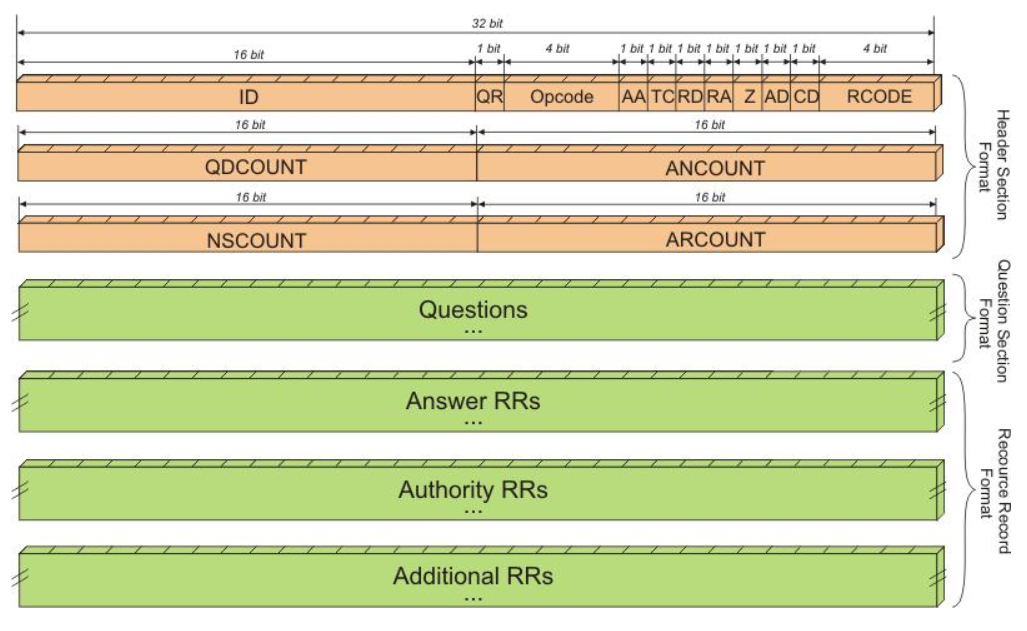 32 bit
16 bit 1 bit 4 bit 1 bit 1 bit 1 bit 1 bit 1 bit 1 bit 1 bit 4 bit
ID QR Opcode AA TC RD RA Z AD CD RCODE
16 bit 16 bit
QDCOUNT ANCOUNT
16 bit 16 bit
NSCOUNT ARCOUNT
Header Section
Format
Questions
...
Question Section
Format
Answer RRs
...
Authority RRs
...
Additional RRs
...
Recource Record
Format